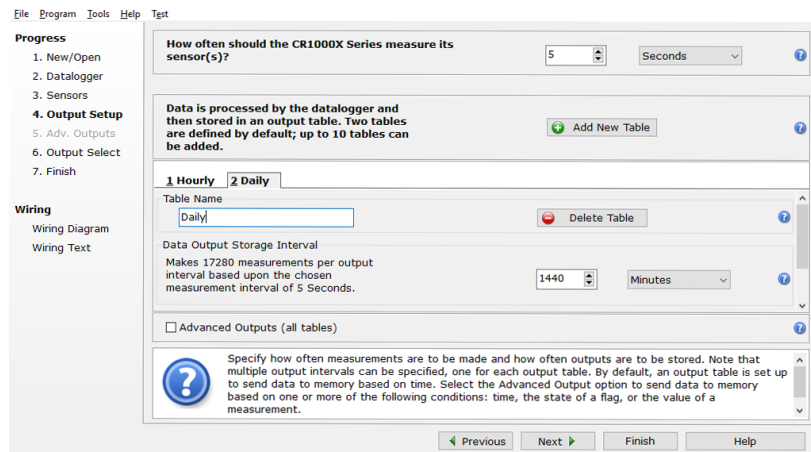 File Program Tools Help Test
Progress
1. New/Open
2. Datalogger
3. Sensors
4. Output Setup
5. Adv. Outputs
6. Output Select
7. Finish
Wiring
Wiring Diagram
Wiring Text
How often should the CR1000X Series measure its
sensor(s)?
5
Seconds
Data is processed by the datalogger and
then stored in an output table. Two tables
are defined by default; up to 10 tables can
be added.
Add New Table
1 Hourly 2 Daily
Table Name
Daily
Delete Table
Data Output Storage Interval
Makes 17280 measurements per output
interval based upon the chosen
measurement interval of 5 Seconds.
1440
Minutes
Advanced Outputs (all tables)
Specify how often measurements are to be made and how often outputs are to be stored. Note that
multiple output intervals can be specified, one for each output table. By default, an output table is set up
to send data to memory based on time. Select the Advanced Output option to send data to memory
based on one or more of the following conditions: time, the state of a flag, or the value of a
measurement.
Previous Next Finish Help